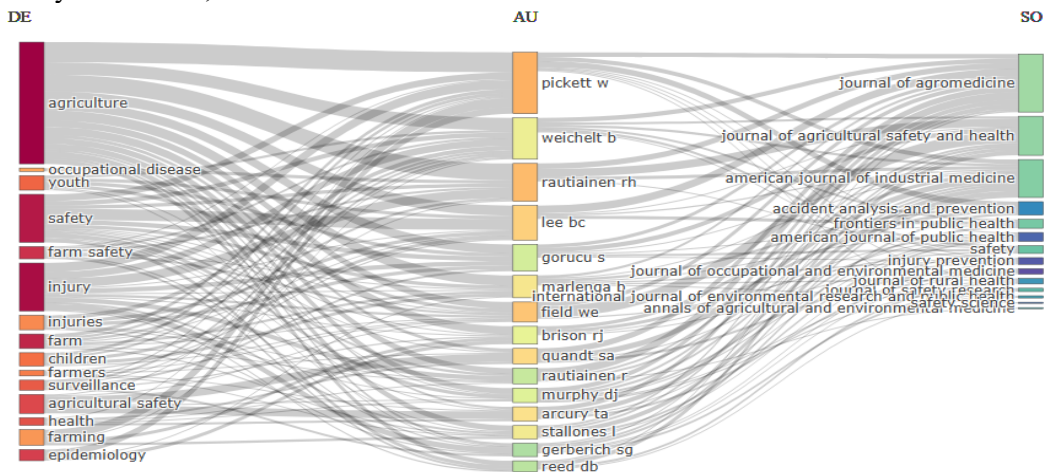 DE
AU
SO
agriculture
occupational disease
youth
safety
farm safety
injury
injuries
farm
children
farmers
surveillance
agricultural safety
health
farming
epidemiology
pickett w
weichelt b
rautiainen rh
lee bc
gorucu s
marlenga b
field we
brison rj
quandt sa
rautiainen r
murphy dj
arcury ta
stallones l
gerberich sg
reed db
journal of agromedicine
journal of agricultural safety and health
american journal of industrial medicine
accident analysis and prevention
frontiers in public health
american journal of public health
safety
injury prevention
journal of occupational and environmental medicine
journal of rural health
journal of safety research
international journal of environmental research and public health
safety science
annals of agricultural and environmental medicine